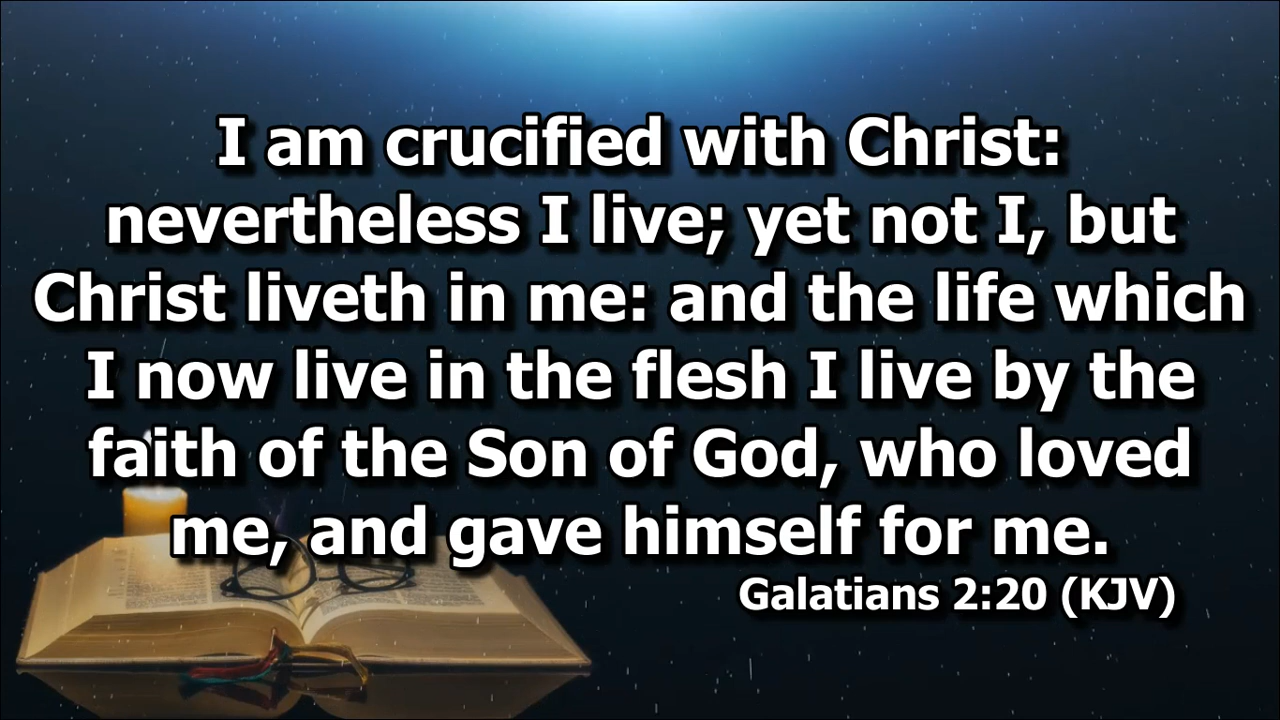 I am crucified with Christ:
nevertheless I live; yet not I, but
Christ liveth in me: and the life which
I now live in the flesh I live by the
faith of the Son of God, who loved
me, and gave himself for me.
Galatians 2:20 (KJV)